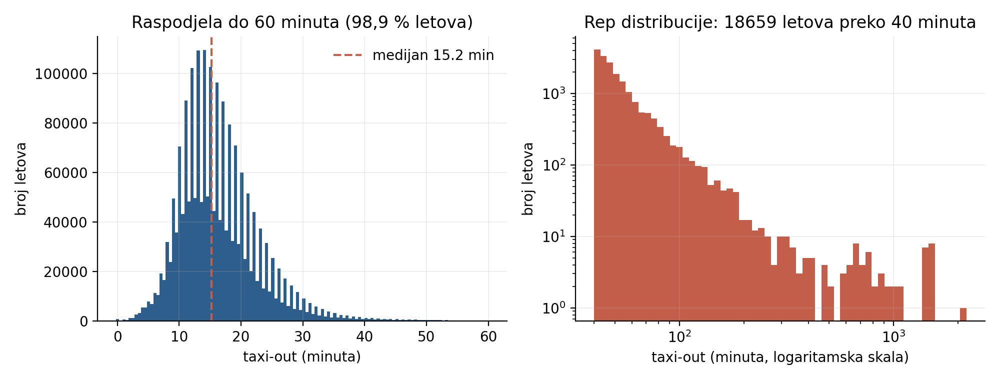 Raspodjela do 60 minuta (98,9 % letova)
medijan 15.2 min
100000
80000
60000
40000
20000
0
broj letova
0 10 20 30 40 50 60
taxi-out (minuta)
Rep distribucije: 18659 letova preko 40 minuta
10³
10²
10¹
10⁰
broj letova
10² 10³
taxi-out (minuta, logaritamska skala)